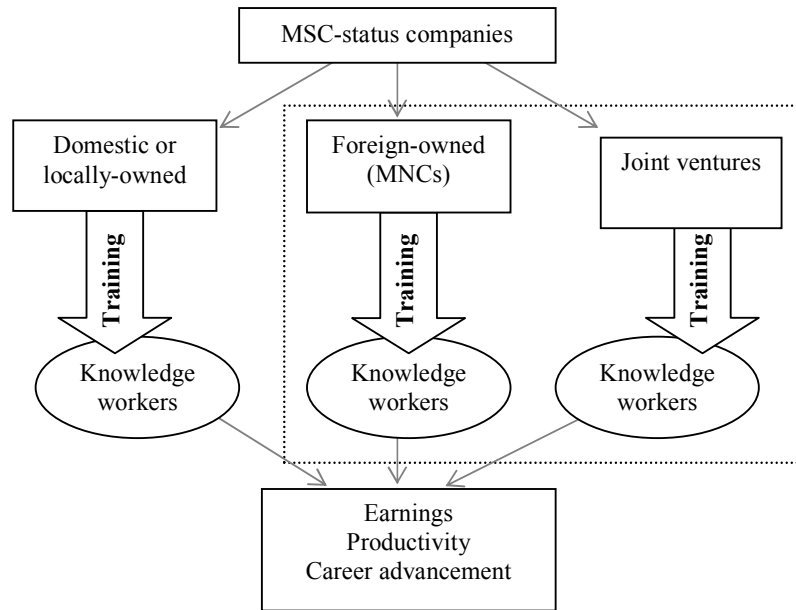 MSC-status companies
Domestic or
locally-owned
Foreign-owned
(MNCs)
Joint ventures
Training
Training
Training
Knowledge
workers
Knowledge
workers
Knowledge
workers
Earnings
Productivity
Career advancement